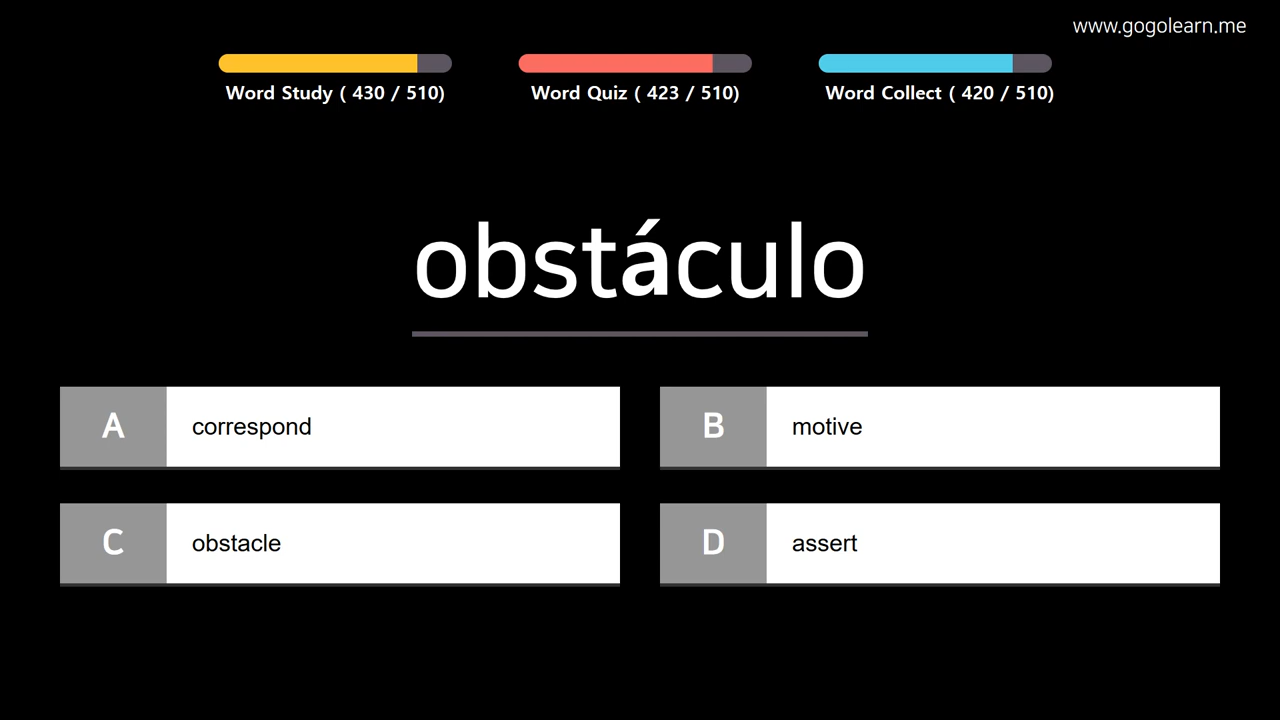 www.gogolearn.me
Word Study ( 430 / 510)
Word Quiz ( 423 / 510)
Word Collect ( 420 / 510)
obstáculo
A correspond
B motive
C obstacle
D assert